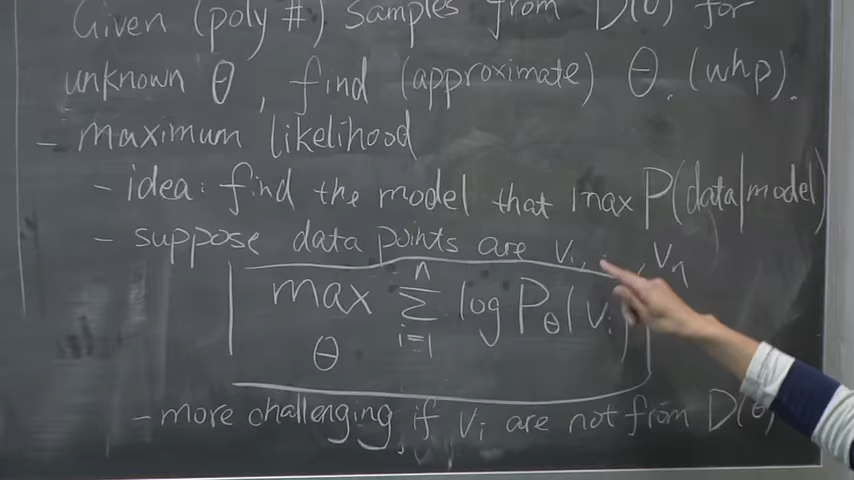 Given (poly #) samples from D(θ) for
unknown θ, find (approximate) θ. (whp).
- maximum likelihood
- idea: find the model that max P(data|model)
- suppose data points are v₁, ..., vₙ
max θ Σ i=1 n log Pθ(vᵢ)
- more challenging, if vᵢ are not from D(θ)